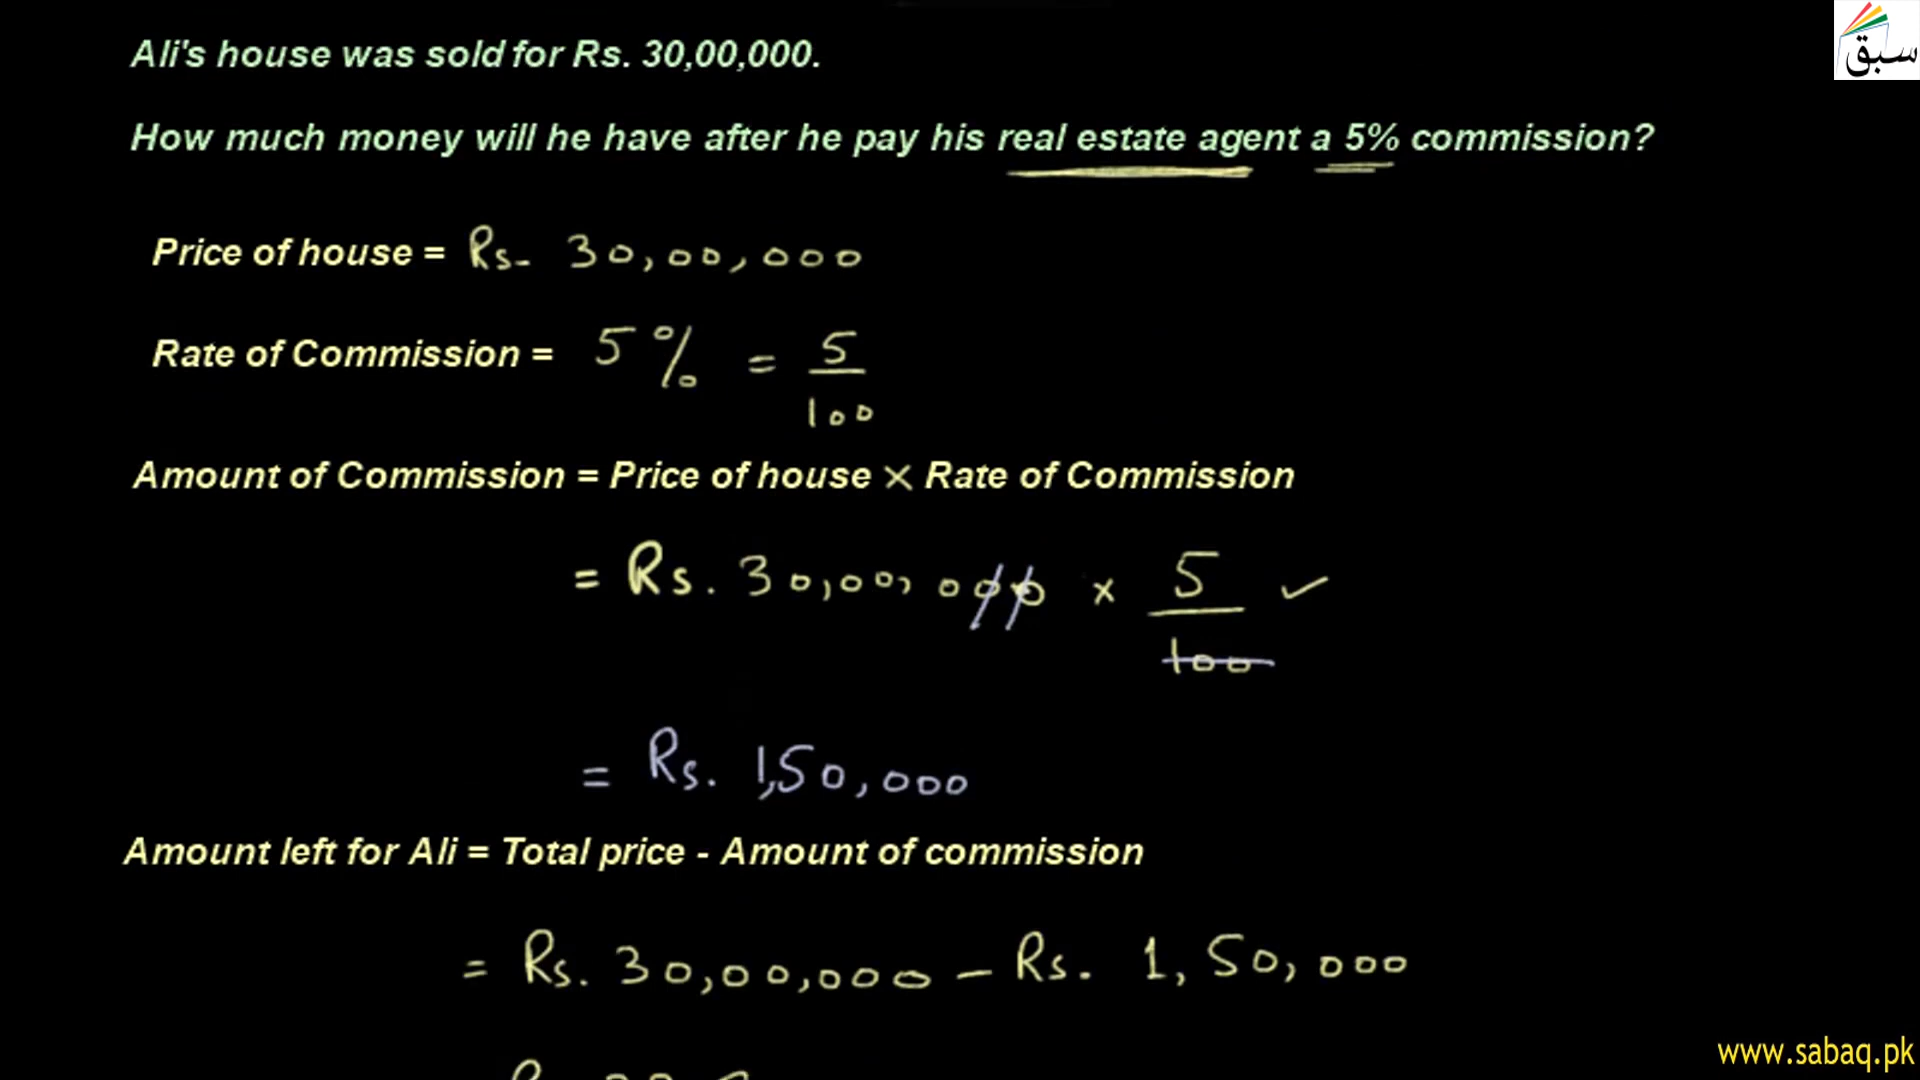 سبق
Ali's house was sold for Rs. 30,00,000.
How much money will he have after he pay his real estate agent a 5% commission?
Price of house = Rs. 30,00,000
Rate of Commission = 5% = 5/100
Amount of Commission = Price of house × Rate of Commission
= Rs. 30,00,000 × 5/100 ✓
= Rs. 1,50,000
Amount left for Ali = Total price - Amount of commission
= Rs. 30,00,000 – Rs. 1,50,000
www.sabaq.pk